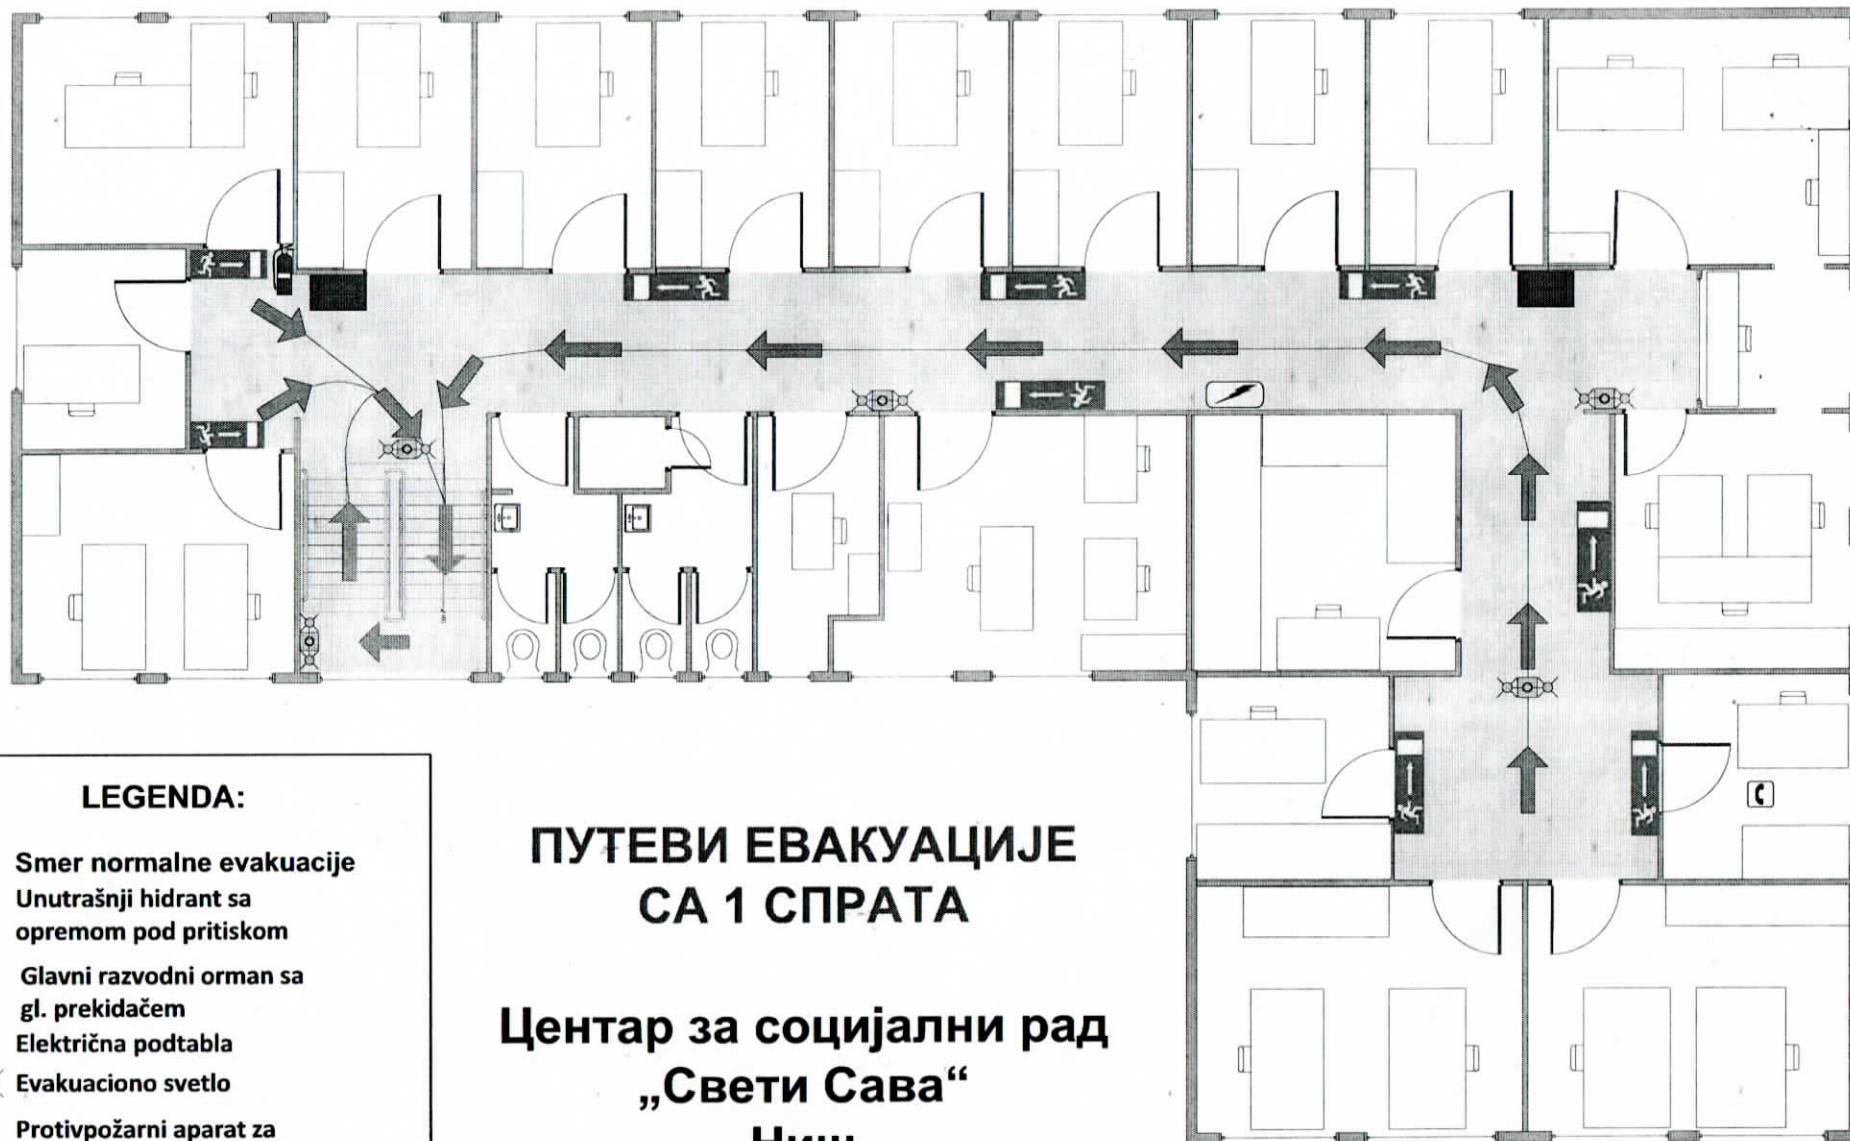 LEGENDA:
Smer normalne evakuacije
Unutrašnji hidrant sa
opremom pod pritiskom
Glavni razvodni orman sa
gl. prekidačem
Električna podtabla
Evakuaciono svetlo
Protivpožarni aparat za
ПУТЕВИ ЕВАКУАЦИЈЕ
СА 1 СПРАТА
Центар за социјални рад
„Свети Сава“
Ниш